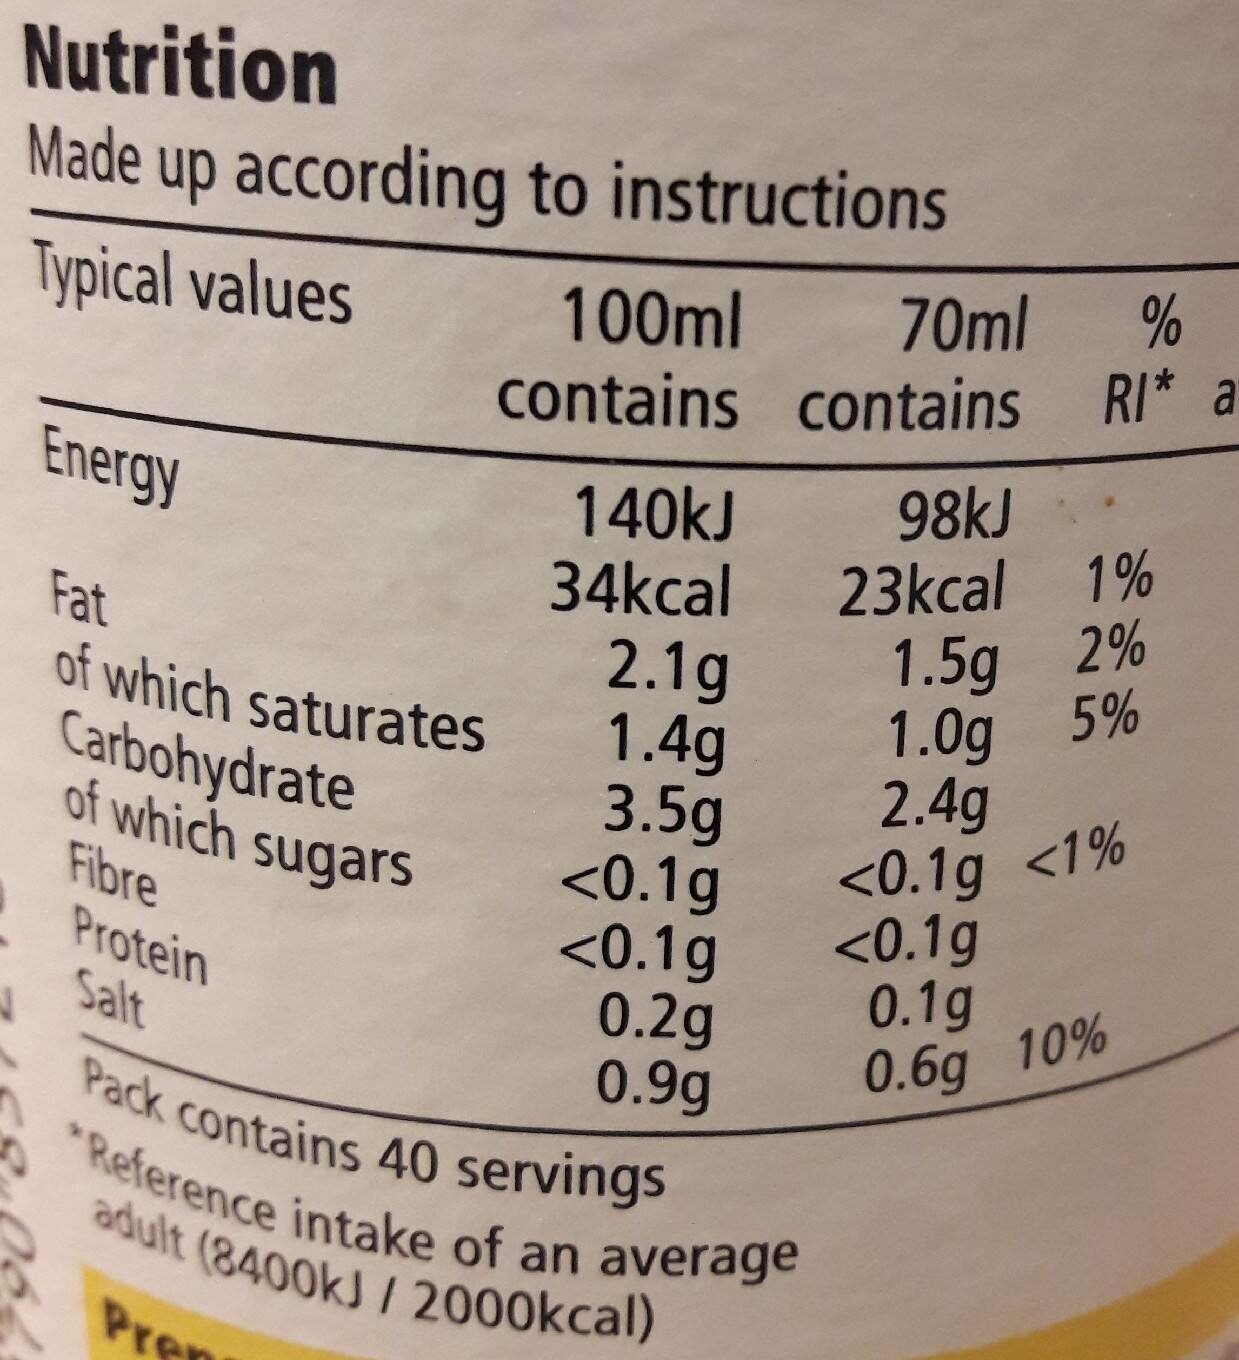 Nutrition
Made up according to instructions
Typical values 100ml 70ml %
contains contains RI*
Energy 140kJ 98kJ
34kcal 23kcal 1%
Fat 2.1g 1.5g 2%
of which saturates 1.4g 1.0g 5%
Carbohydrate 3.5g 2.4g
of which sugars <0.1g <0.1g <1%
Fibre <0.1g <0.1g
Protein 0.2g 0.1g
Salt 0.9g 0.6g 10%
Pack contains 40 servings
*Reference intake of an average
adult (8400kJ / 2000kcal)